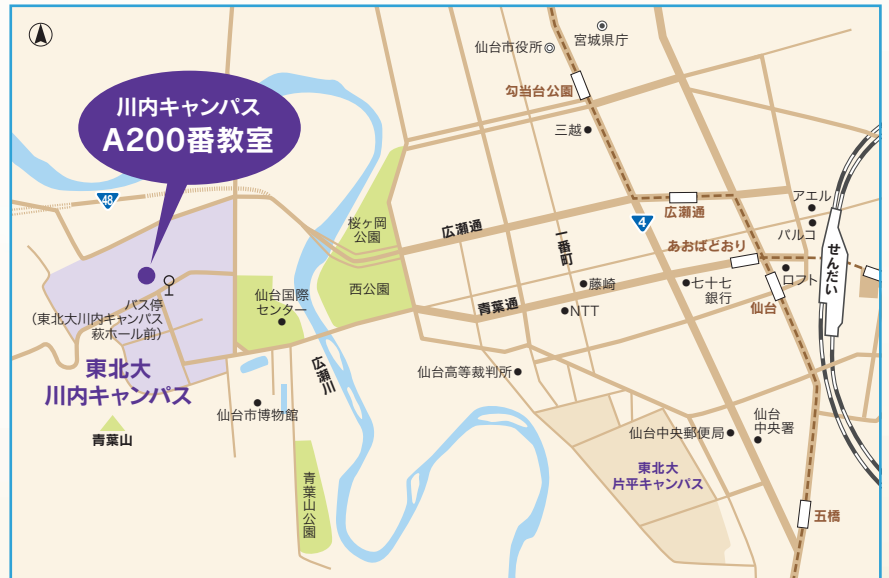 仙台市役所
宮城県庁
勾当台公園
川内キャンパス
A200番教室
三越
48
桜ヶ岡
公園
広瀬通
一番町
4
広瀬通
アエル
パルコ
あおばどおり
せんだい
バス停
(東北大川内キャンパス
萩ホール前)
仙台国際
センター
西公園
青葉通
藤崎
NTT
七十七
銀行
ロフト
仙台
東北大
川内キャンパス
広瀬川
仙台高等裁判所
青葉山
仙台市博物館
仙台中央郵便局
仙台
中央署
東北大
片平キャンパス
青葉山公園
五橋